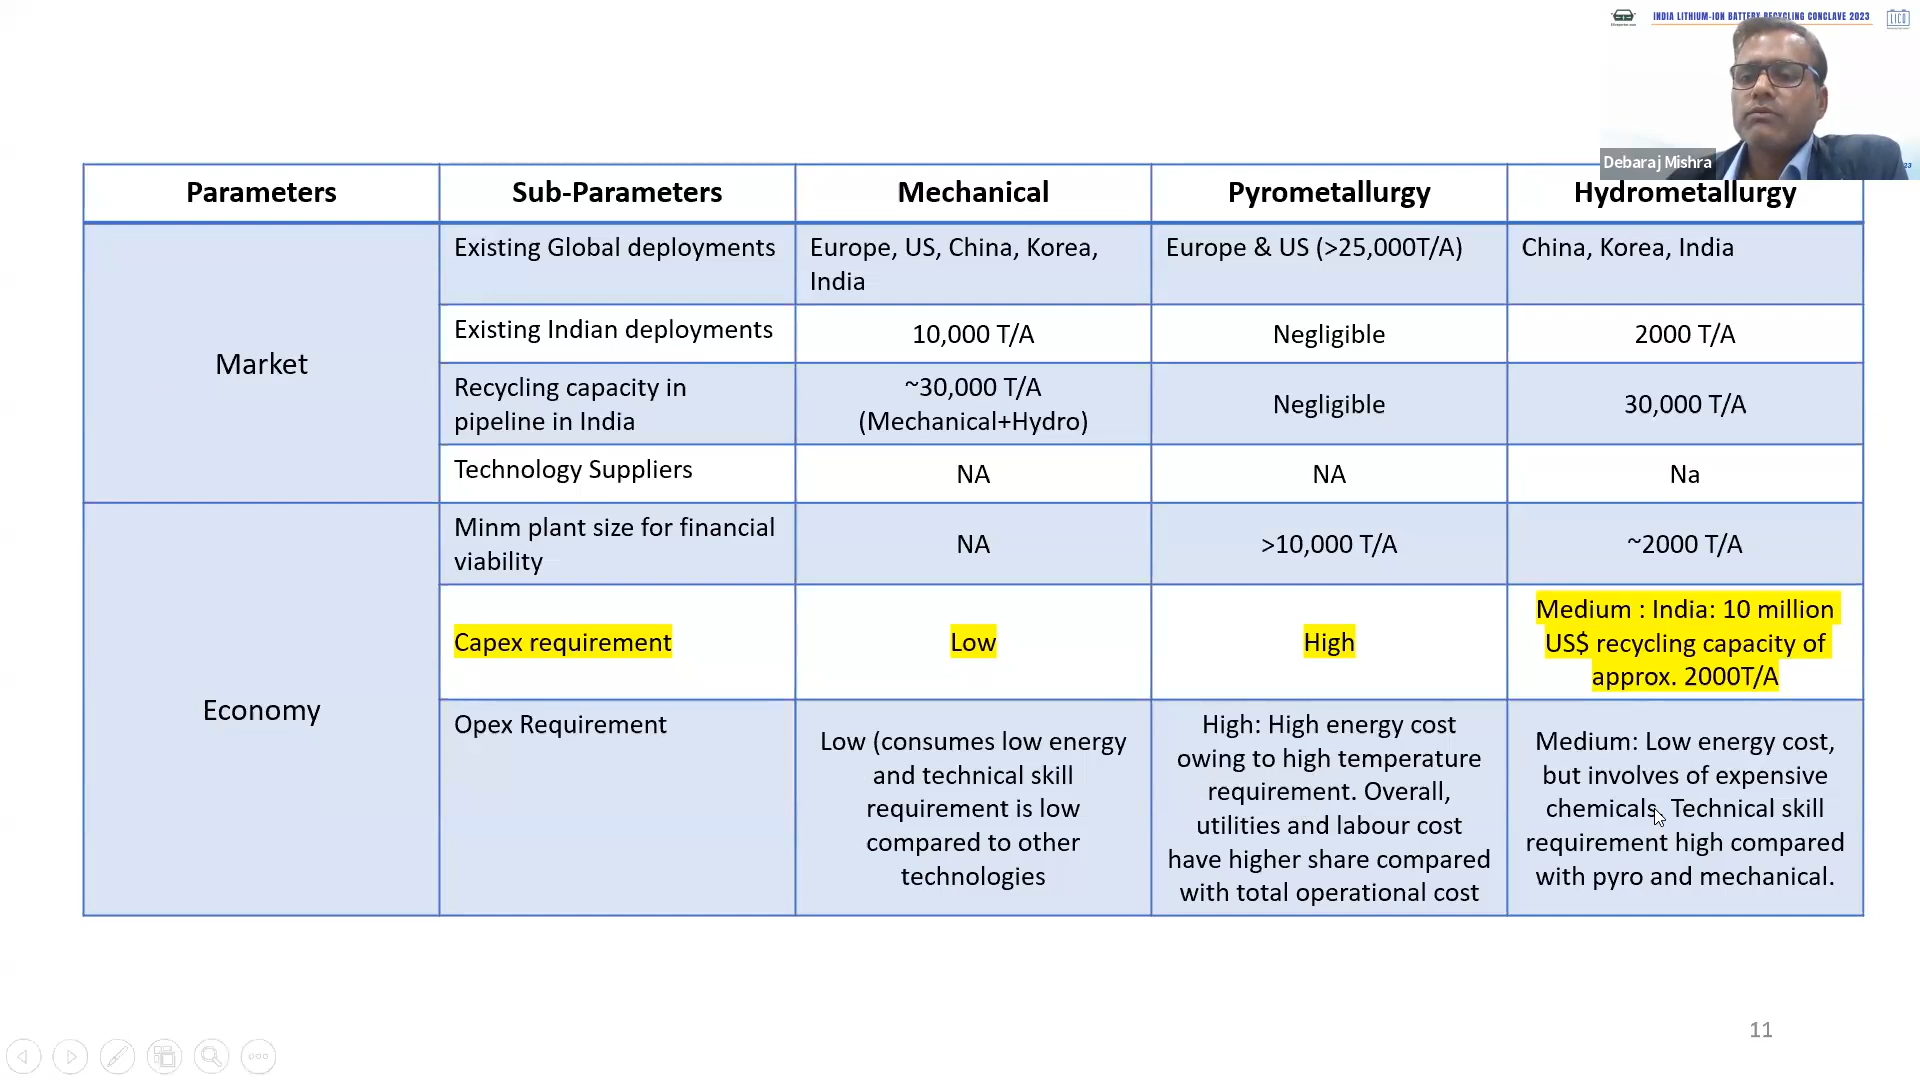 INDIA LITHIUM-ION BATTERY RECYCLING CONCLAVE 2023
LICO
Debaraj Mishra
23
Parameters
Sub-Parameters
Mechanical
Pyrometallurgy
Hydrometallurgy
Market
Existing Global deployments
Europe, US, China, Korea,
India
Europe & US (>25,000T/A)
China, Korea, India
Existing Indian deployments
10,000 T/A
Negligible
2000 T/A
Recycling capacity in
pipeline in India
~30,000 T/A
(Mechanical+Hydro)
Negligible
30,000 T/A
Technology Suppliers
NA
NA
Na
Economy
Minm plant size for financial
viability
NA
>10,000 T/A
~2000 T/A
Capex requirement
Low
High
Medium : India: 10 million
US$ recycling capacity of
approx. 2000T/A
Opex Requirement
Low (consumes low energy
and technical skill
requirement is low
compared to other
technologies
High: High energy cost
owing to high temperature
requirement. Overall,
utilities and labour cost
have higher share compared
with total operational cost
Medium: Low energy cost,
but involves of expensive
chemicals. Technical skill
requirement high compared
with pyro and mechanical.
11